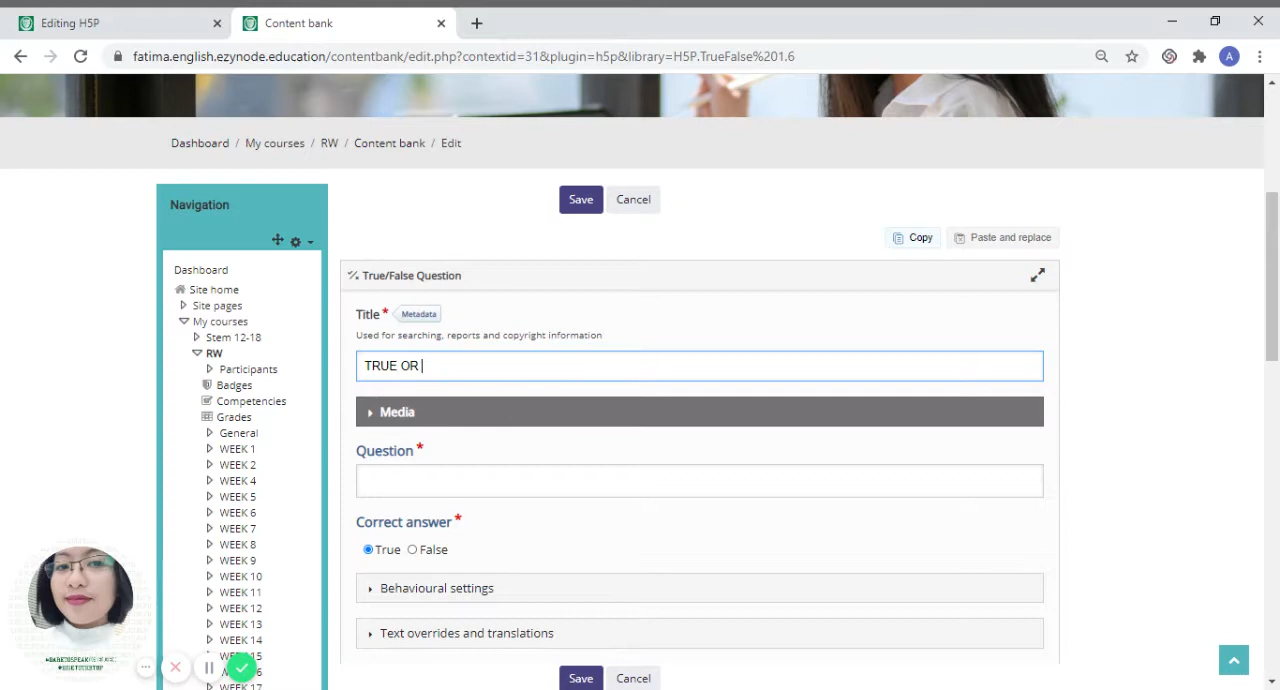 Editing H5P
Content bank
fatima.english.ezynode.education/contentbank/edit.php?contextid=31&plugin=h5p&library=H5P.TrueFalse%201.6
A
Dashboard / My courses / RW / Content bank / Edit
Navigation
Save
Cancel
Copy
Paste and replace
Dashboard
Site home
Site pages
My courses
Stem 12-18
RW
Participants
Badges
Competencies
Grades
General
WEEK 1
WEEK 2
WEEK 4
WEEK 5
WEEK 6
WEEK 7
WEEK 8
WEEK 9
WEEK 10
WEEK 11
WEEK 12
WEEK 13
WEEK 14
15
6
WEEK 17
True/False Question
Title * Metadata
Used for searching, reports and copyright information
TRUE OR
Media
Question *
Correct answer *
True False
Behavioural settings
Text overrides and translations
Save
Cancel